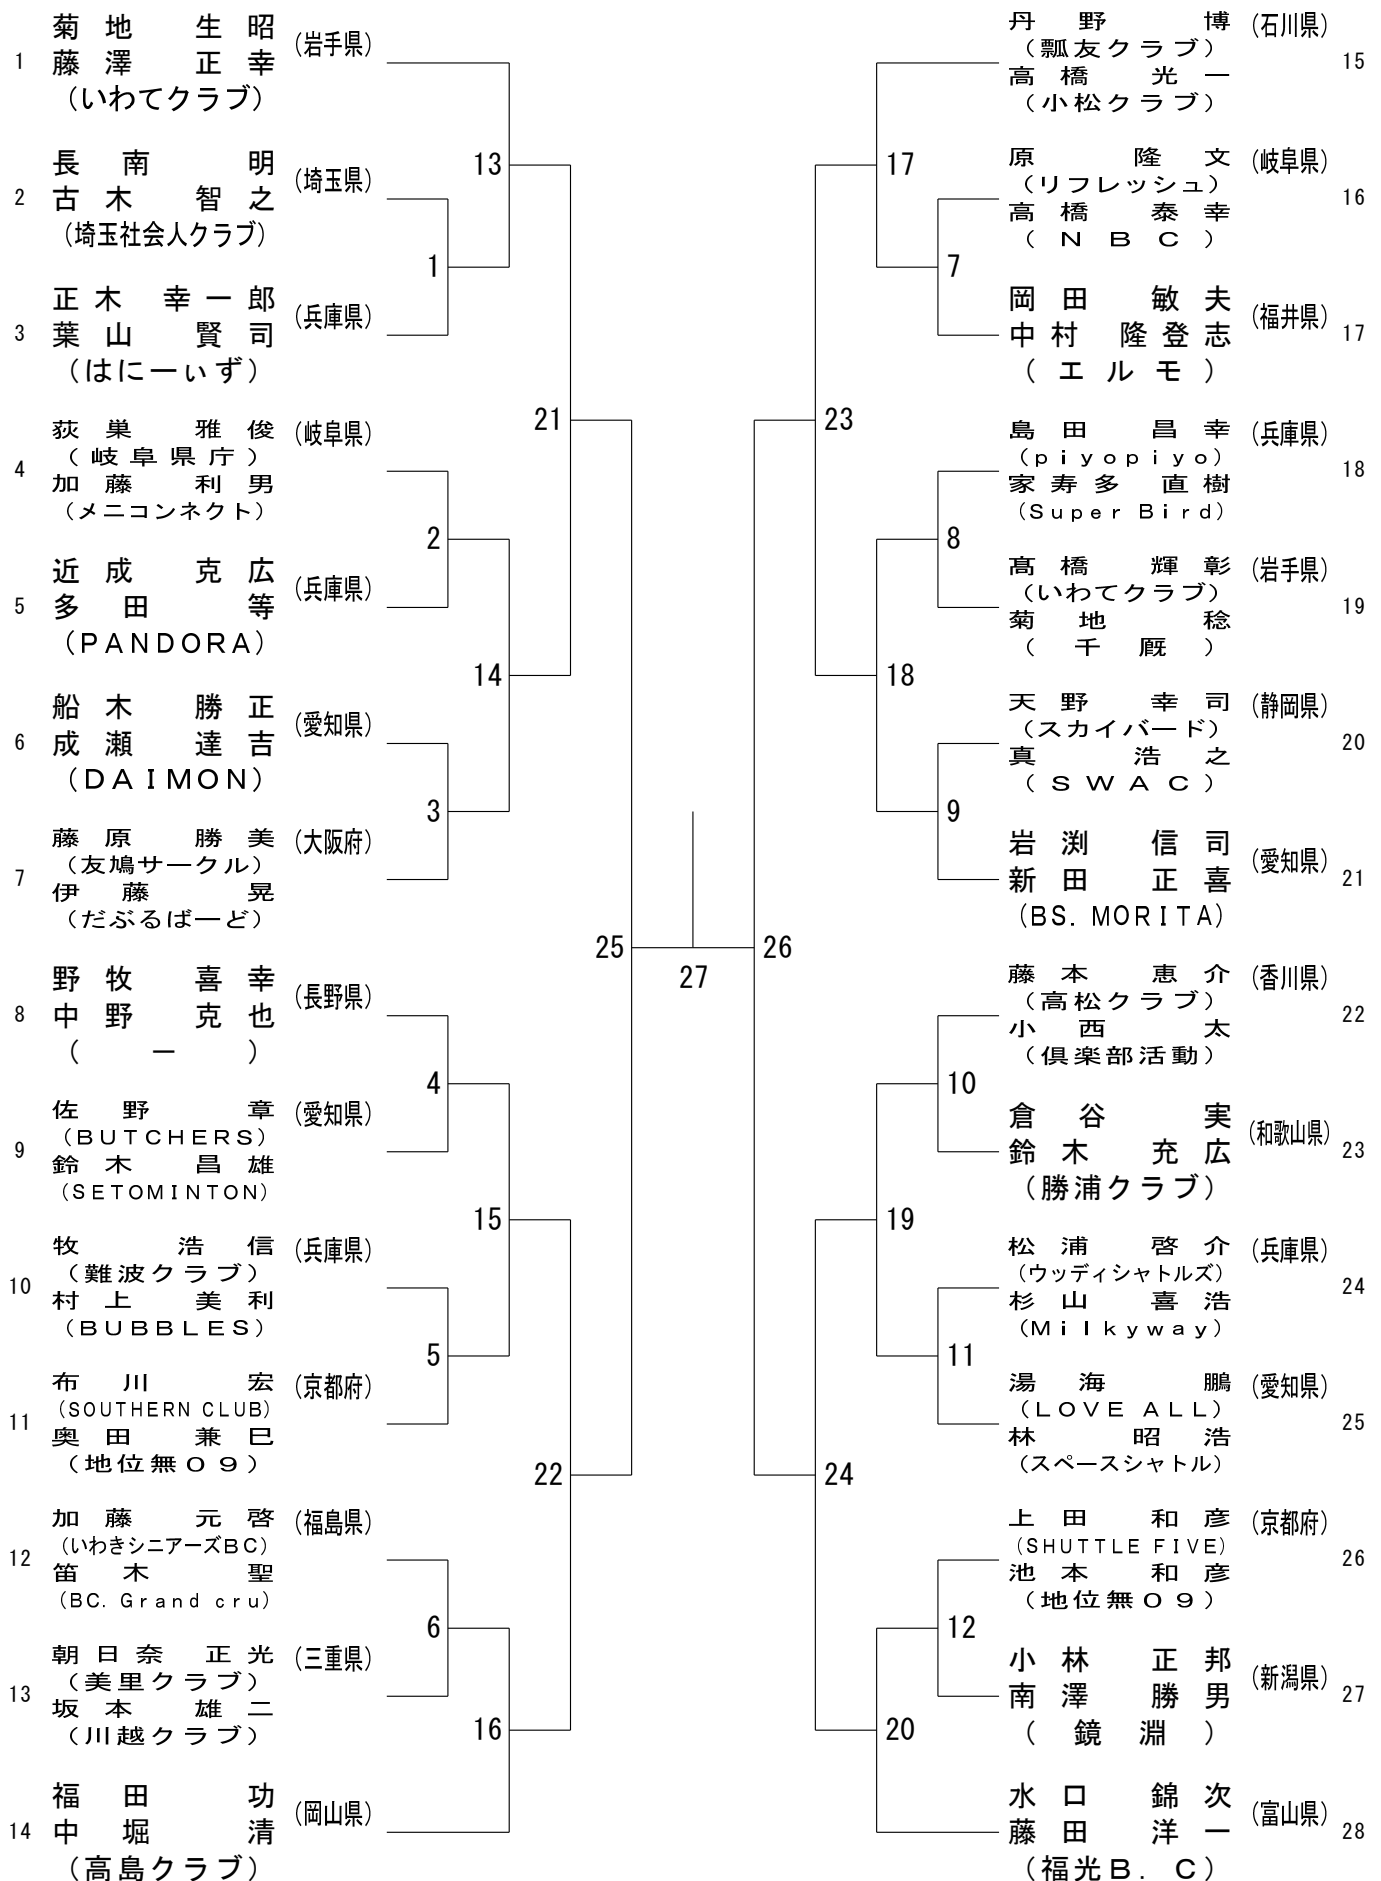 1
菊地 生昭
藤澤 正幸
(いわてクラブ)
(岩手県)
2
長南 明
古木 智之
(埼玉社会人クラブ)
(埼玉県)
3
正木 幸一郎
葉山 賢司
(はにーぃず)
(兵庫県)
4
荻巣 雅俊
(岐阜県庁)
加藤 利男
(メニコンネクト)
(岐阜県)
5
近成 克広
多田 等
(PANDORA)
(兵庫県)
6
船木 勝正
成瀬 達吉
(DAIMON)
(愛知県)
7
藤原 勝美
(友鳩サークル)
伊藤 晃
(だぶるばーど)
(大阪府)
8
野牧 喜幸
中野 克也
(ー)
(長野県)
9
佐野 章
(BUTCHERS)
鈴木 昌雄
(SETOMINTON)
(愛知県)
10
牧 浩信
(難波クラブ)
村上 美利
(BUBBLES)
(兵庫県)
11
布川 宏
(SOUTHERN CLUB)
奥田 兼巳
(地位無09)
(京都府)
12
加藤 元啓
(いわきシニアーズBC)
笛木 聖
(BC. Grand cru)
(福島県)
13
朝日奈 正光
(美里クラブ)
坂本 雄二
(川越クラブ)
(三重県)
14
福田 功
中堀 清
(高島クラブ)
(岡山県)
1
2
3
4
5
6
13
14
15
16
21
22
25
27
26
23
24
17
18
19
20
7
8
9
10
11
12
丹野 博
(瓢友クラブ)
高橋 光一
(小松クラブ)
(石川県)
15
原 隆文
(リフレッシュ)
高橋 泰幸
(NBC)
(岐阜県)
16
岡田 敏夫
中村 隆登志
(エルモ)
(福井県)
17
島田 昌幸
(piyopiyo)
家寿多 直樹
(Super Bird)
(兵庫県)
18
髙橋 輝彰
(いわてクラブ)
菊地 稔
(千厩)
(岩手県)
19
天野 幸司
(スカイバード)
真 浩之
(SWAC)
(静岡県)
20
岩渕 信司
新田 正喜
(BS. MORITA)
(愛知県)
21
藤本 恵介
(高松クラブ)
小西 太
(倶楽部活動)
(香川県)
22
倉谷 実
鈴木 充広
(勝浦クラブ)
(和歌山県)
23
松浦 啓介
(ウッディシャトルズ)
杉山 喜浩
(Milkyway)
(兵庫県)
24
湯海 鵬
(LOVE ALL)
林 昭浩
(スペースシャトル)
(愛知県)
25
上田 和彦
(SHUTTLE FIVE)
池本 和彦
(地位無09)
(京都府)
26
小林 正邦
南澤 勝男
(鏡淵)
(新潟県)
27
水口 錦次
藤田 洋一
(福光B. C)
(富山県)
28